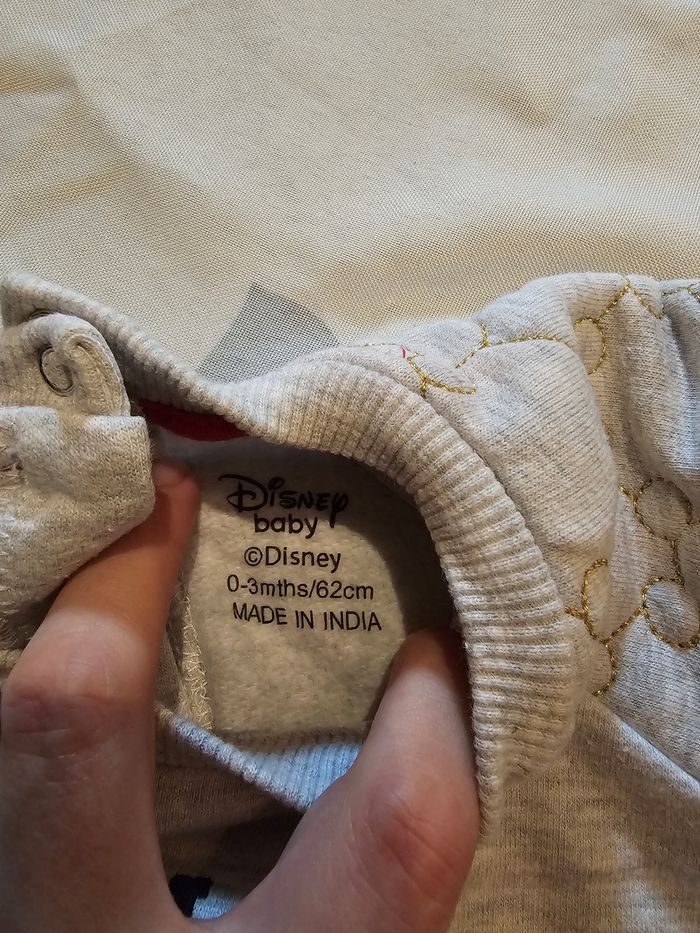 Disney
baby
©Disney
0-3mths/62cm
MADE IN INDIA